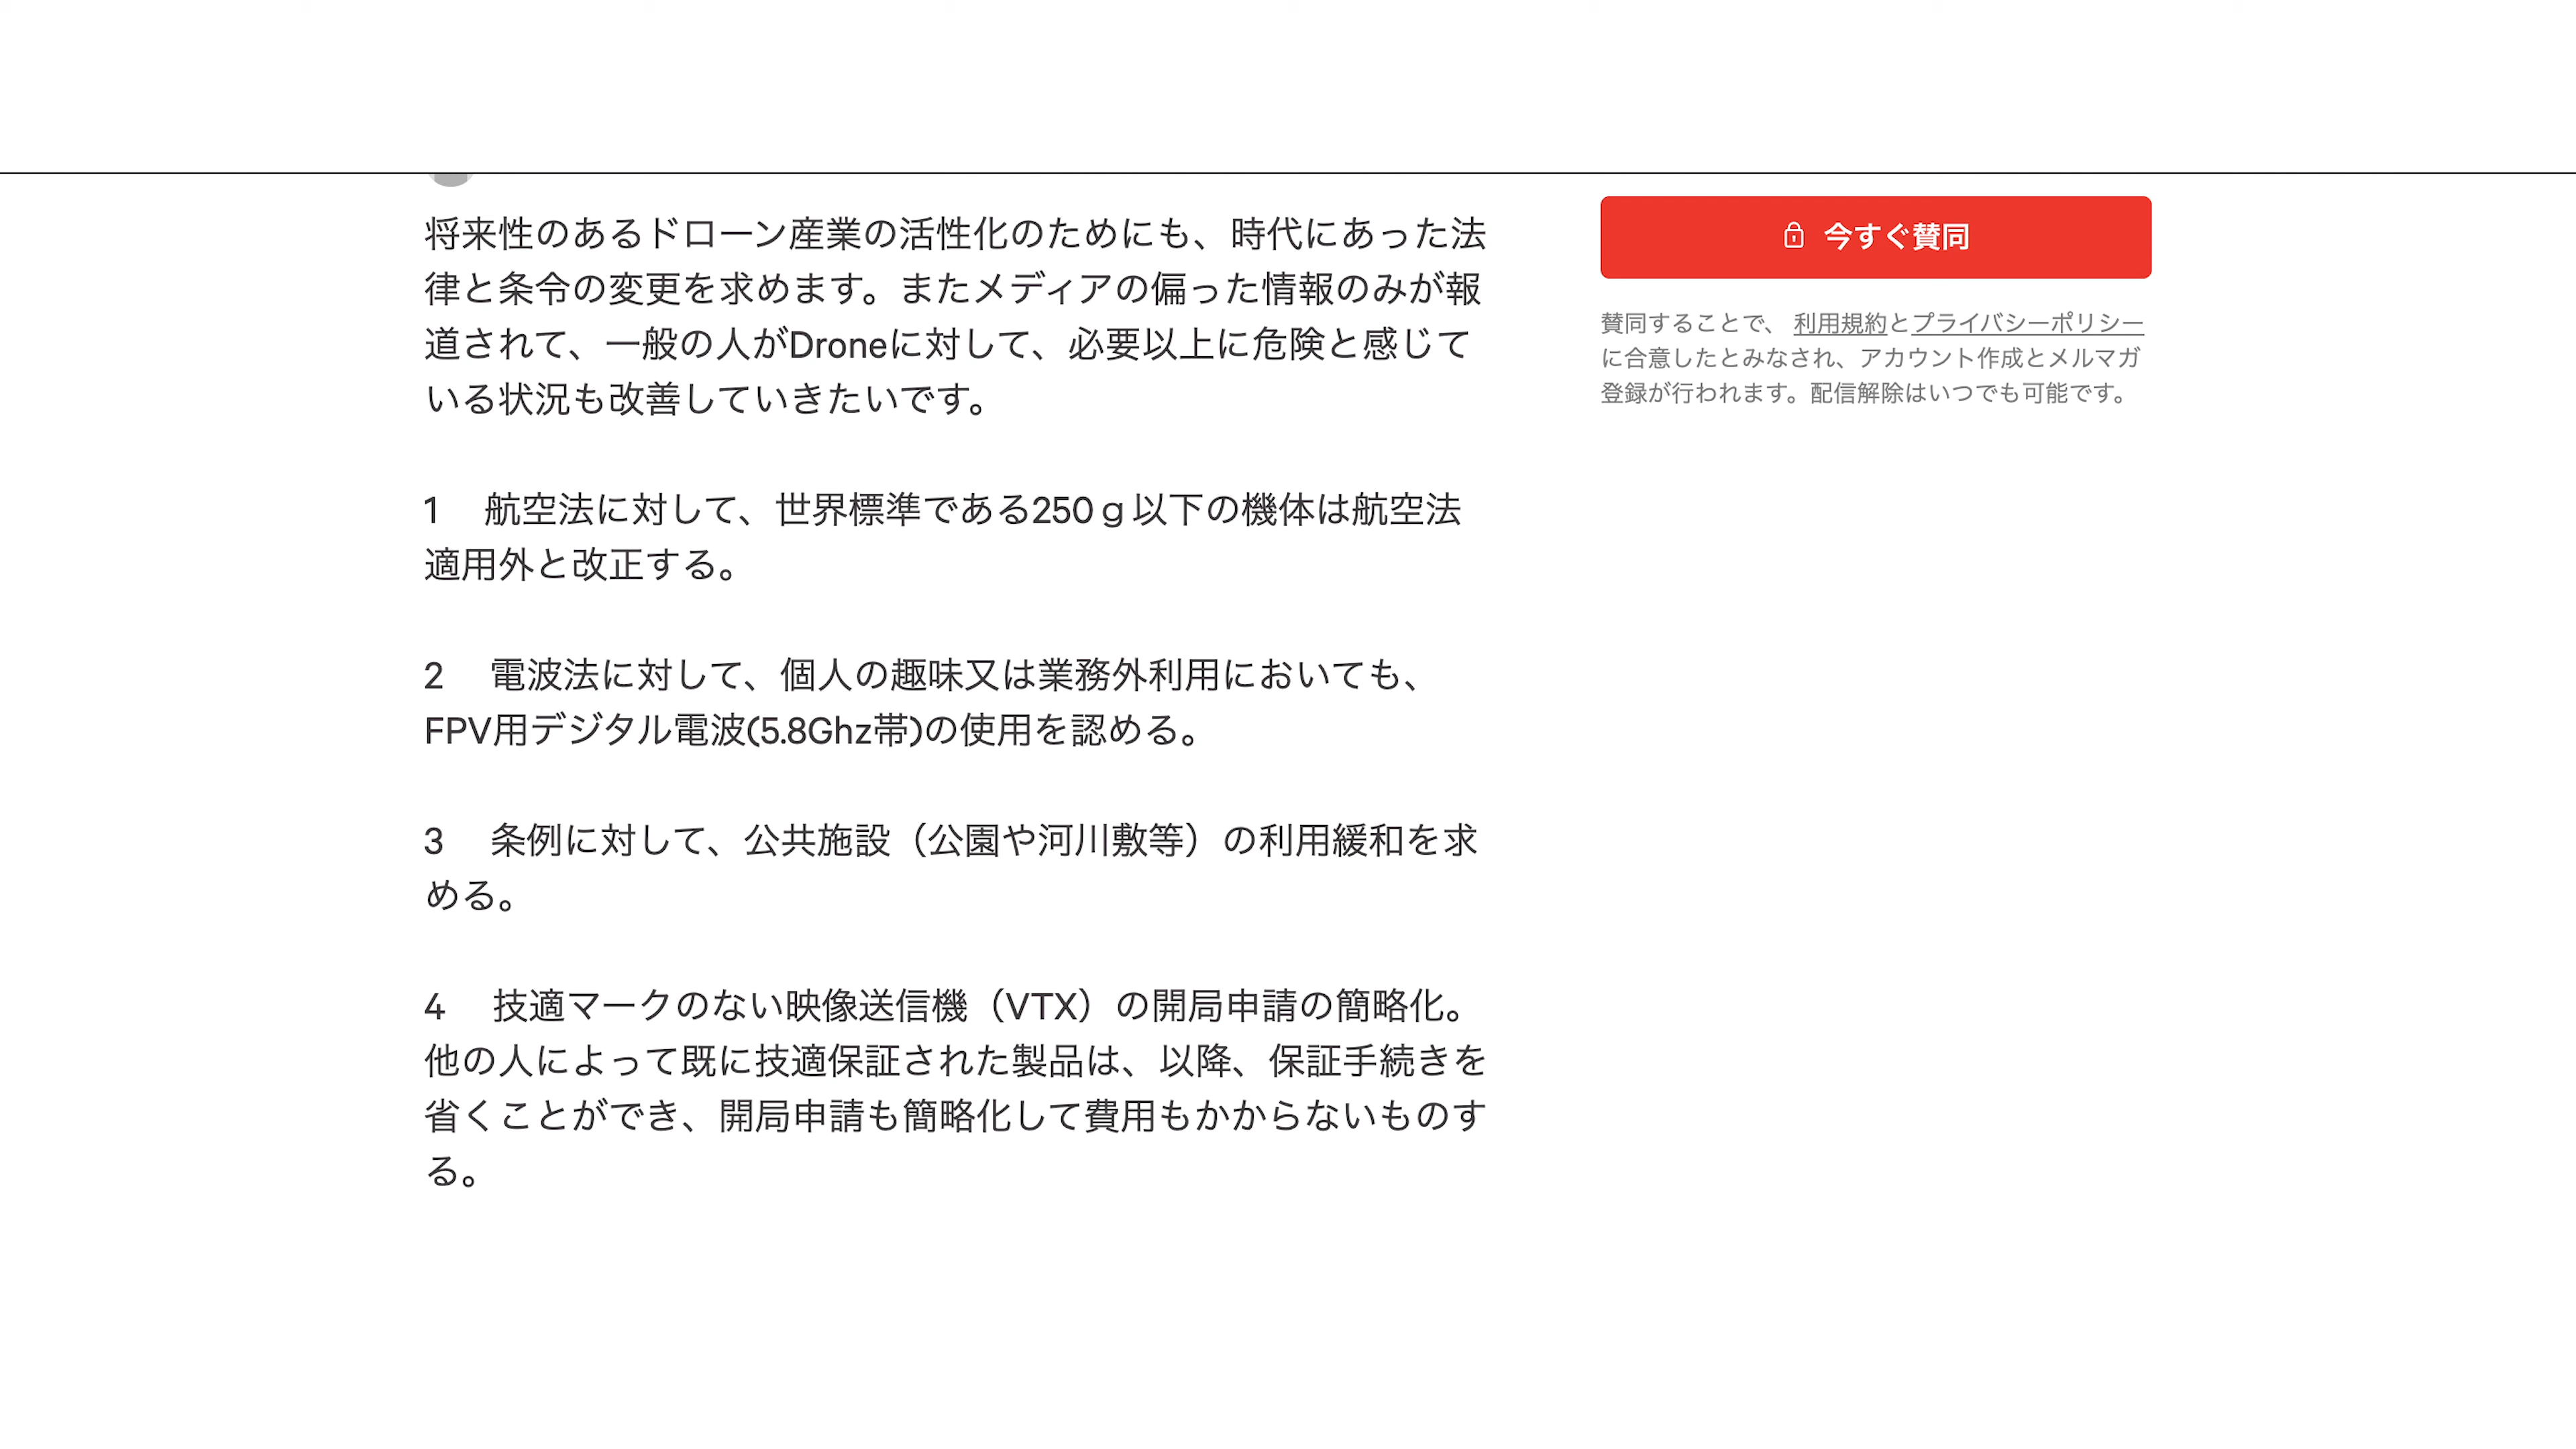 将来性のあるドローン産業の活性化のためにも、時代にあった法
律と条令の変更を求めます。またメディアの偏った情報のみが報
道されて、一般の人がDroneに対して、必要以上に危険と感じて
いる状況も改善していきたいです。
1　航空法に対して、世界標準である250ｇ以下の機体は航空法
適用外と改正する。
2　電波法に対して、個人の趣味又は業務外利用においても、
FPV用デジタル電波(5.8Ghz帯)の使用を認める。
3　条例に対して、公共施設（公園や河川敷等）の利用緩和を求
める。
4　技適マークのない映像送信機（VTX）の開局申請の簡略化。
他の人によって既に技適保証された製品は、以降、保証手続きを
省くことができ、開局申請も簡略化して費用もかからないものす
る。
今すぐ賛同
賛同することで、 利用規約とプライバシーポリシー
に合意したとみなされ、アカウント作成とメルマガ
登録が行われます。配信解除はいつでも可能です。